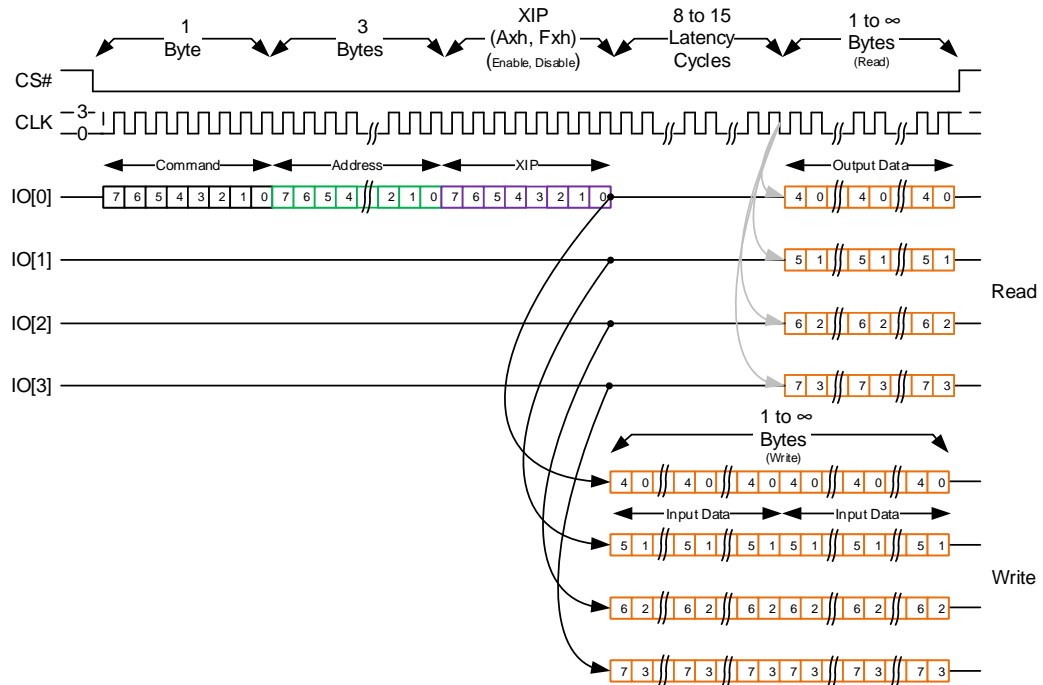 1
Byte
3
Bytes
XIP
(Axh, Fxh)
(Enable, Disable)
8 to 15
Latency
Cycles
1 to ∞
Bytes
(Read)
CS#
CLK
3
0
Command
Address
XIP
Output Data
IO[0]
7 6 5 4 3 2 1 0 7 6 5 4 2 1 0 7 6 5 4 3 2 1 0
4 0 4 0 4 0
IO[1]
5 1 5 1 5 1
Read
IO[2]
6 2 6 2 6 2
IO[3]
7 3 7 3 7 3
1 to ∞
Bytes
(Write)
4 0 4 0 4 0 4 0 4 0 4 0
Input Data
Input Data
5 1 5 1 5 1 5 1 5 1 5 1
Write
6 2 6 2 6 2 6 2 6 2 6 2
7 3 7 3 7 3 7 3 7 3 7 3